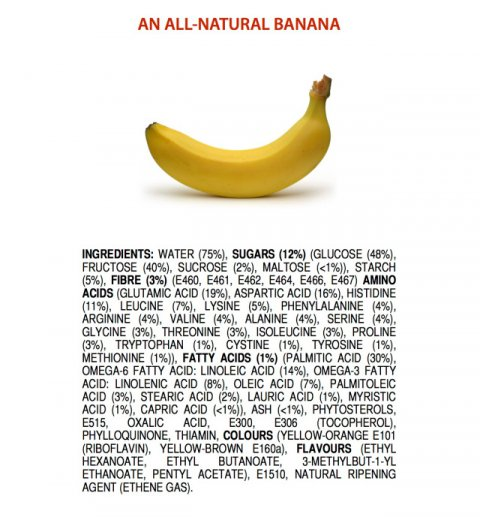 AN ALL-NATURAL BANANA
INGREDIENTS: WATER (75%), SUGARS (12%) (GLUCOSE (48%),
FRUCTOSE (40%), SUCROSE (2%), MALTOSE (<1%)), STARCH
(5%), FIBRE (3%) (E460, E461, E462, E464, E466, E467) AMINO
ACIDS (GLUTAMIC ACID (19%), ASPARTIC ACID (16%), HISTIDINE
(11%), LEUCINE (7%), LYSINE (5%), PHENYLALANINE (4%),
ARGININE (4%), VALINE (4%), ALANINE (4%), SERINE (4%),
GLYCINE (3%), THREONINE (3%), ISOLEUCINE (3%), PROLINE
(3%), TRYPTOPHAN (1%), CYSTINE (1%), TYROSINE (1%),
METHIONINE (1%)), FATTY ACIDS (1%) (PALMITIC ACID (30%),
OMEGA-6 FATTY ACID: LINOLEIC ACID (14%), OMEGA-3 FATTY
ACID: LINOLENIC ACID (8%), OLEIC ACID (7%), PALMITOLEIC
ACID (3%), STEARIC ACID (2%), LAURIC ACID (1%), MYRISTIC
ACID (1%), CAPRIC ACID (<1%)), ASH (<1%), PHYTOSTEROLS,
E515, OXALIC ACID, E300, E306 (TOCOPHEROL),
PHYLLOQUINONE, THIAMIN, COLOURS (YELLOW-ORANGE E101
(RIBOFLAVIN), YELLOW-BROWN E160a), FLAVOURS (ETHYL
HEXANOATE, ETHYL BUTANOATE, 3-METHYLBUT-1-YL
ETHANOATE, PENTYL ACETATE), E1510, NATURAL RIPENING
AGENT (ETHENE GAS).